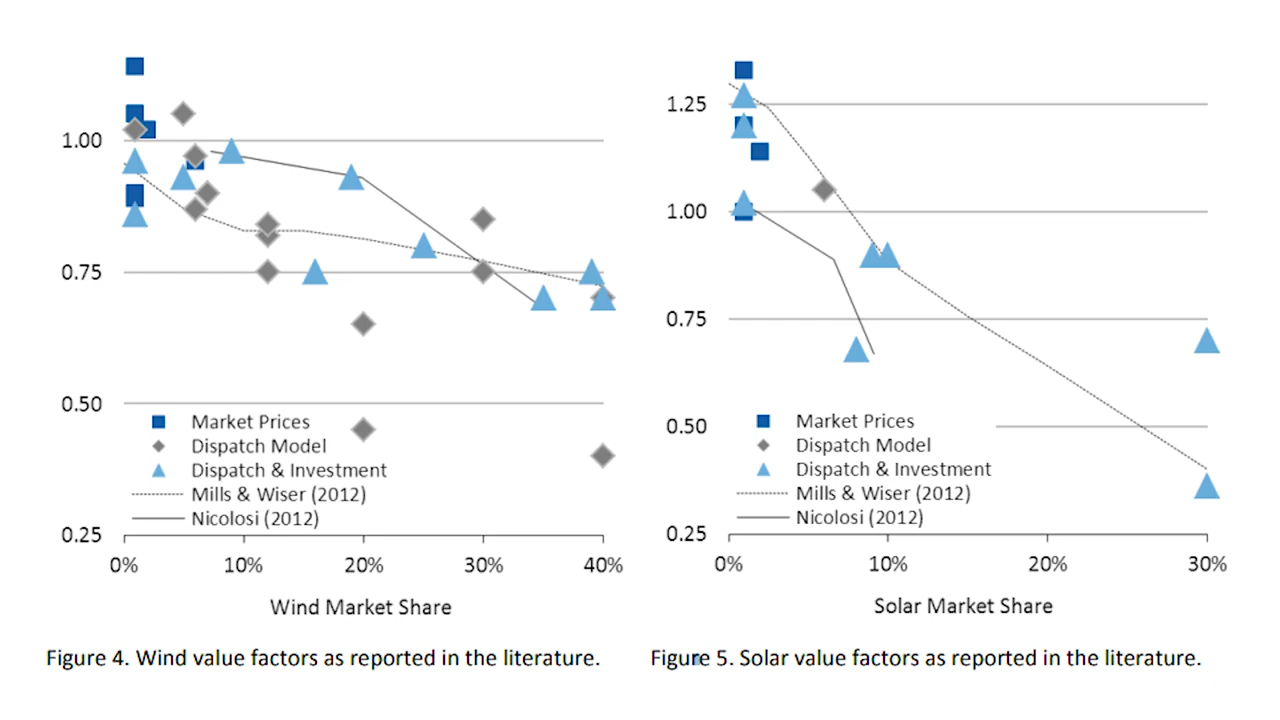 1.00
0.75
0.50
0.25
Market Prices
Dispatch Model
Dispatch & Investment
Mills & Wiser (2012)
Nicolosi (2012)
0% 10% 20% 30% 40%
Wind Market Share
Figure 4. Wind value factors as reported in the literature.
1.25
1.00
0.75
0.50
0.25
Market Prices
Dispatch Model
Dispatch & Investment
Mills & Wiser (2012)
Nicolosi (2012)
0% 10% 20% 30%
Solar Market Share
Figure 5. Solar value factors as reported in the literature.